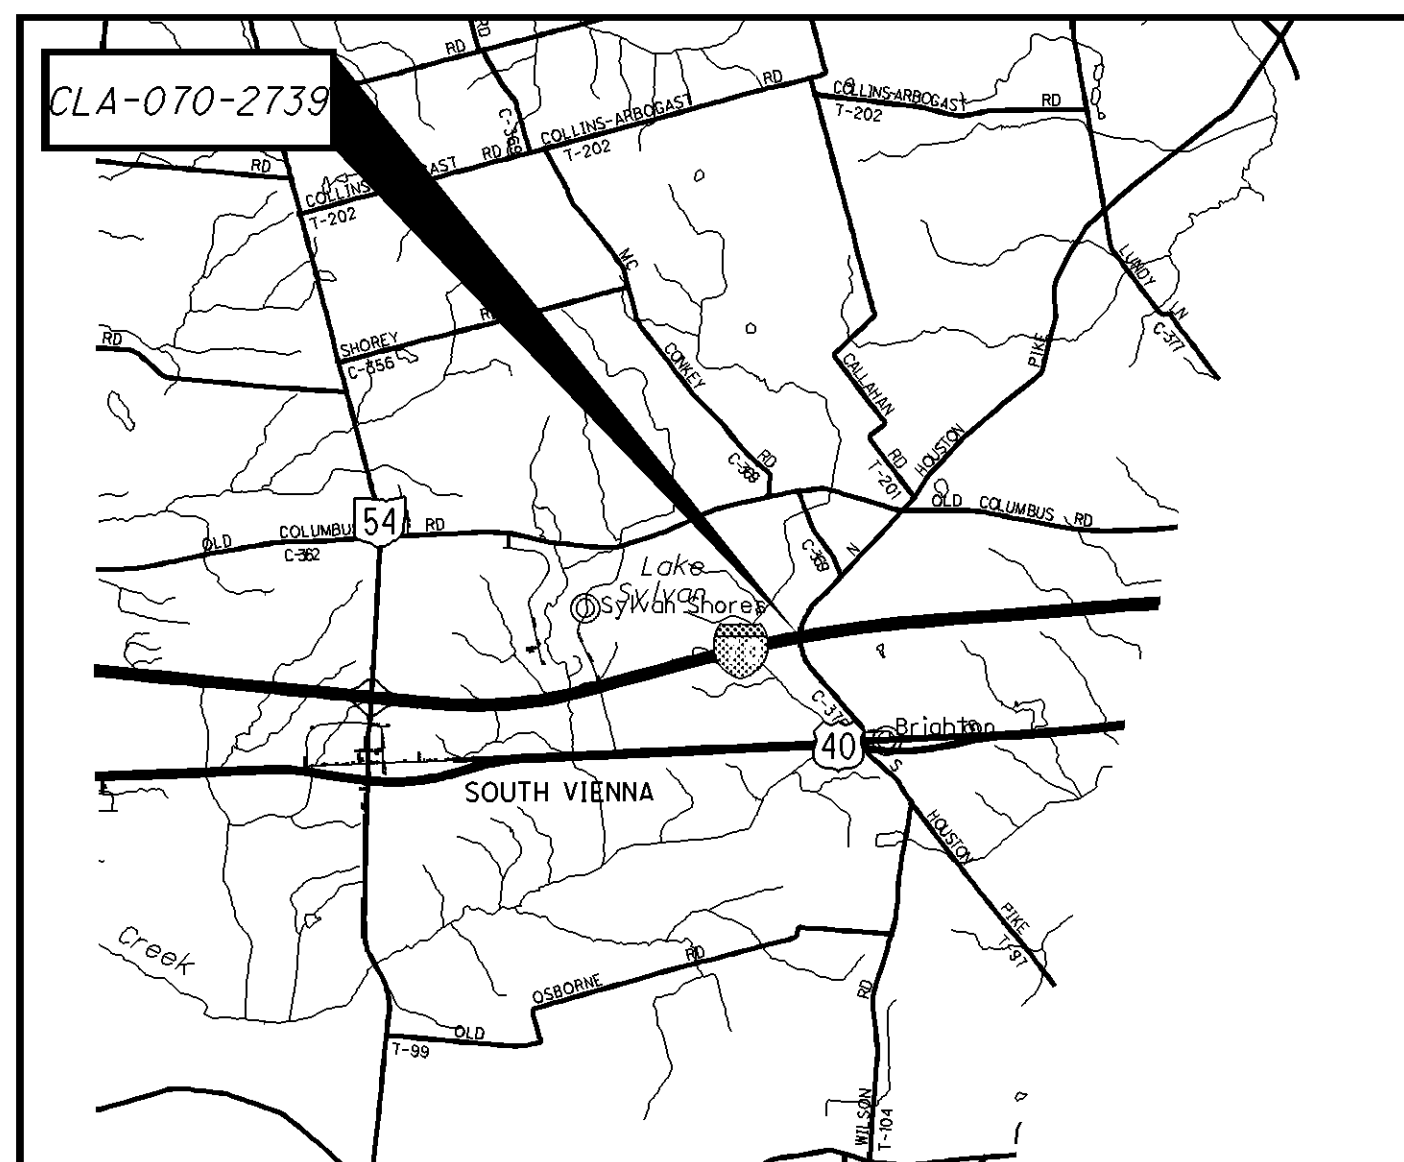 RD
RD
CLA-070-2739
RD
COLLINS-ARBOGAST
RD
T-202
C-369
COLLINS-ARBOGAST
RD
T-202
RD
AST
RD
COLLINS
T-202
MC
LUNDY
LN
C-377
RD
SHOREY
C-356
CONKEY
RD
C-369
PIKE
CALLAHAN
RD
T-201
HOUSTON
54
OLD
COLUMBUS
RD
C-362
OLD
COLUMBUS
RD
C-369
N
Lake
Sylvan
Sylvan Shores
C-37
Brighton
40
S
SOUTH VIENNA
HOUSTON
PIKE
T-97
Creek
OSBORNE
RD
OLD
T-99
RD
WILSON
T-104